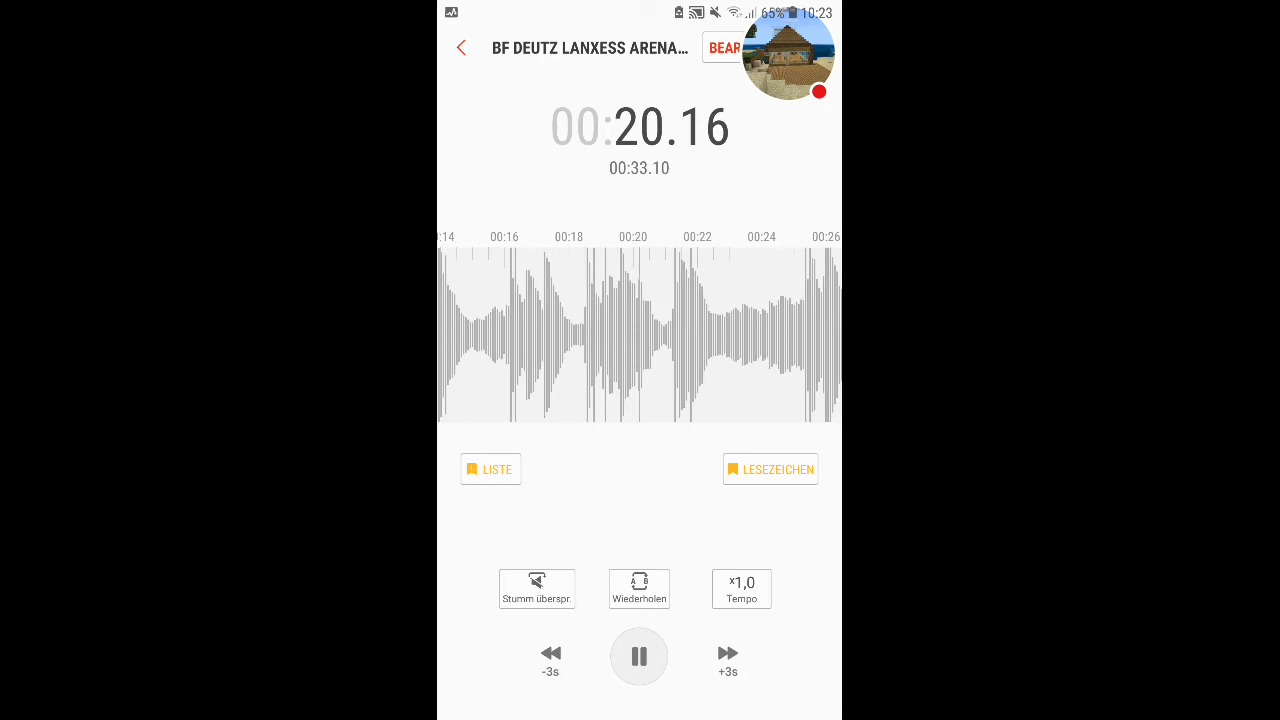 65% 10:23
BF DEUTZ LANXESS ARENA... BEAR
00:20.16
00:33.10
:14 00:16 00:18 00:20 00:22 00:24 00:26
LISTE LESEZEICHEN
A B x1,0
Stumm überspr. Wiederholen Tempo
-3s +3s